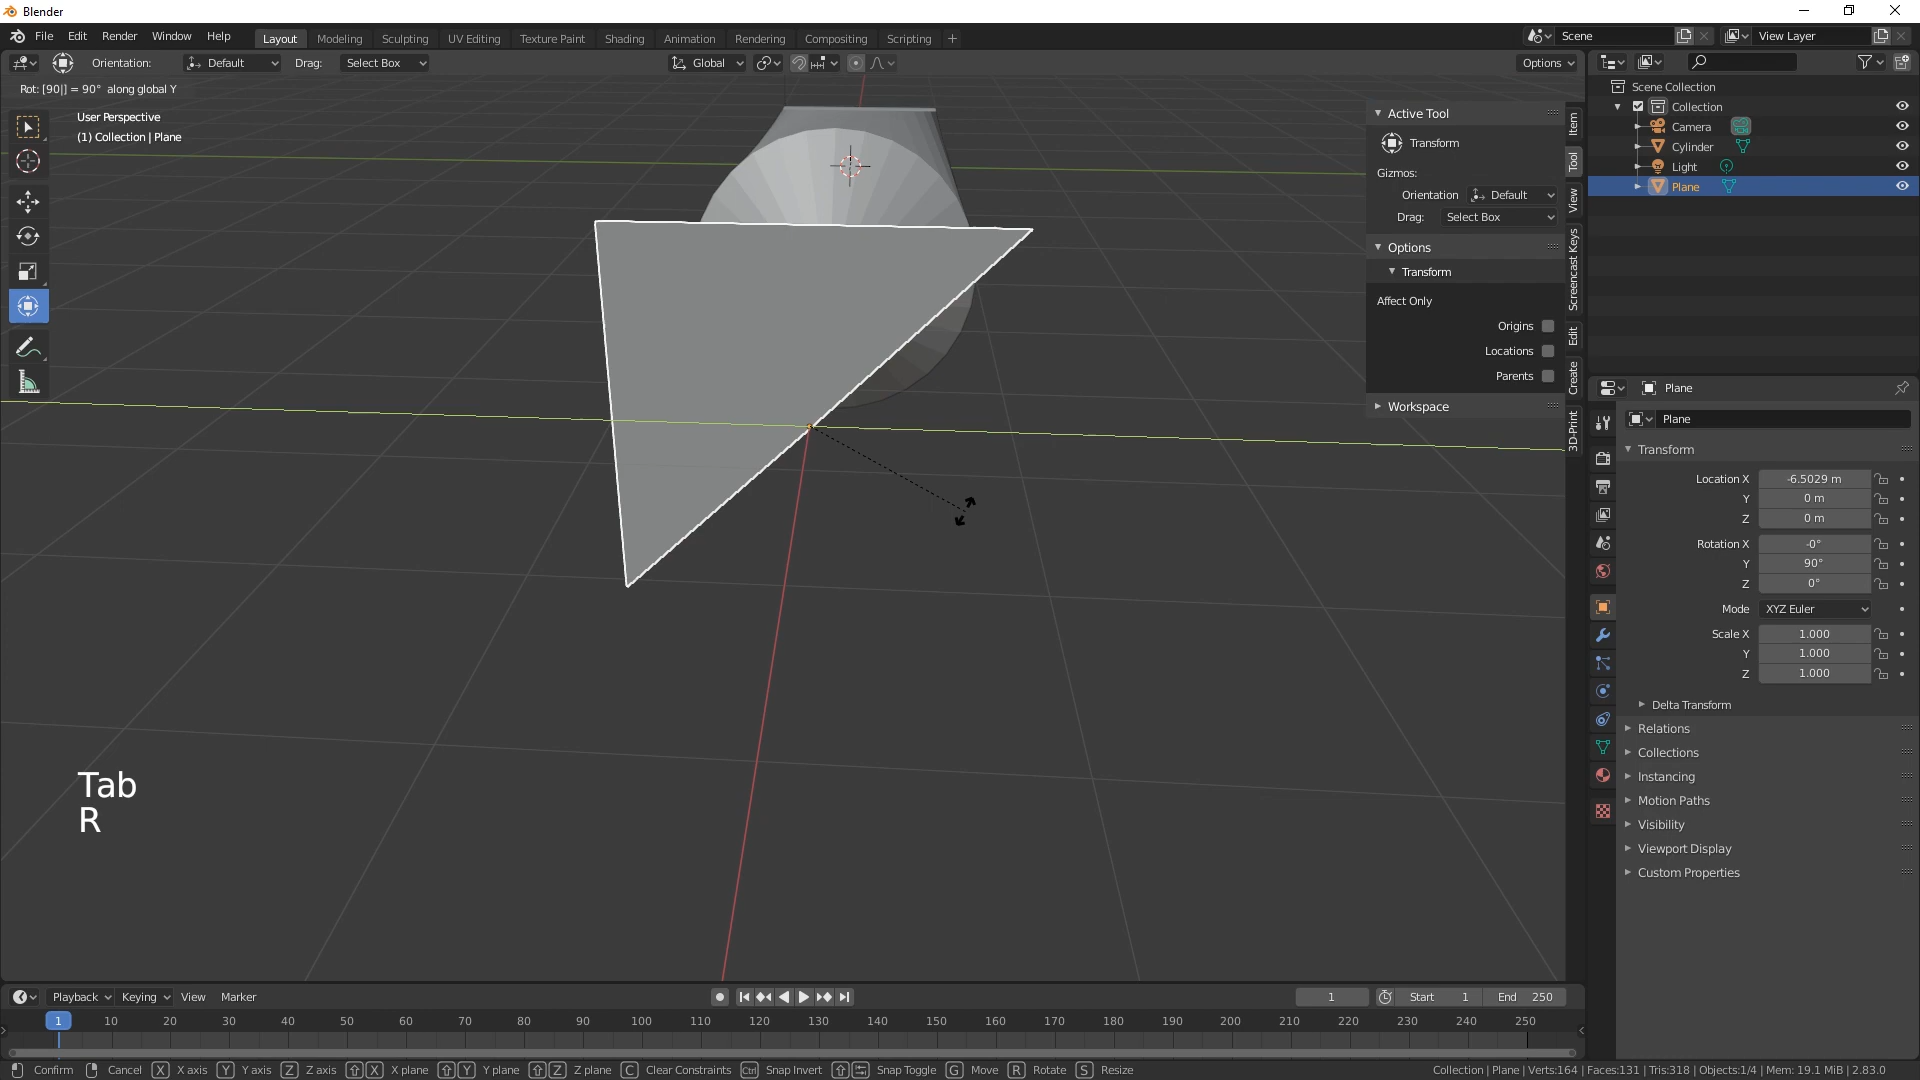 Blender
File Edit Render Window Help Layout Modeling Sculpting UV Editing Texture Paint Shading Animation Rendering Compositing Scripting + Scene View Layer
Orientation: Default Drag: Select Box Global Options
Rot: [90|] = 90° along global Y
User Perspective
(1) Collection | Plane
Active Tool
Transform
Gizmos:
Orientation Default
Drag: Select Box
Options
Transform
Affect Only
Origins
Locations
Parents
Workspace
Item
Tool
View
Screencast Keys
Edit
Create
3D-Print
Scene Collection
Collection
Camera
Cylinder
Light
Plane
Plane
Plane
Transform
Location X -6.5029 m
Y 0 m
Z 0 m
Rotation X -0°
Y 90°
Z 0°
Mode XYZ Euler
Scale X 1.000
Y 1.000
Z 1.000
Delta Transform
Relations
Collections
Instancing
Motion Paths
Visibility
Viewport Display
Custom Properties
Tab
R
Playback Keying View Marker 1 Start 1 End 250
1 10 20 30 40 50 60 70 80 90 100 110 120 130 140 150 160 170 180 190 200 210 220 230 240 250
Confirm Cancel X X axis Y Y axis Z Z axis X X plane Y Y plane Z Z plane C Clear Constraints Ctrl Snap Invert Snap Toggle G Move R Rotate S Resize Collection | Plane | Verts:164 | Faces:131 | Tris:318 | Objects:1/4 | Mem: 19.1 MiB | 2.83.0